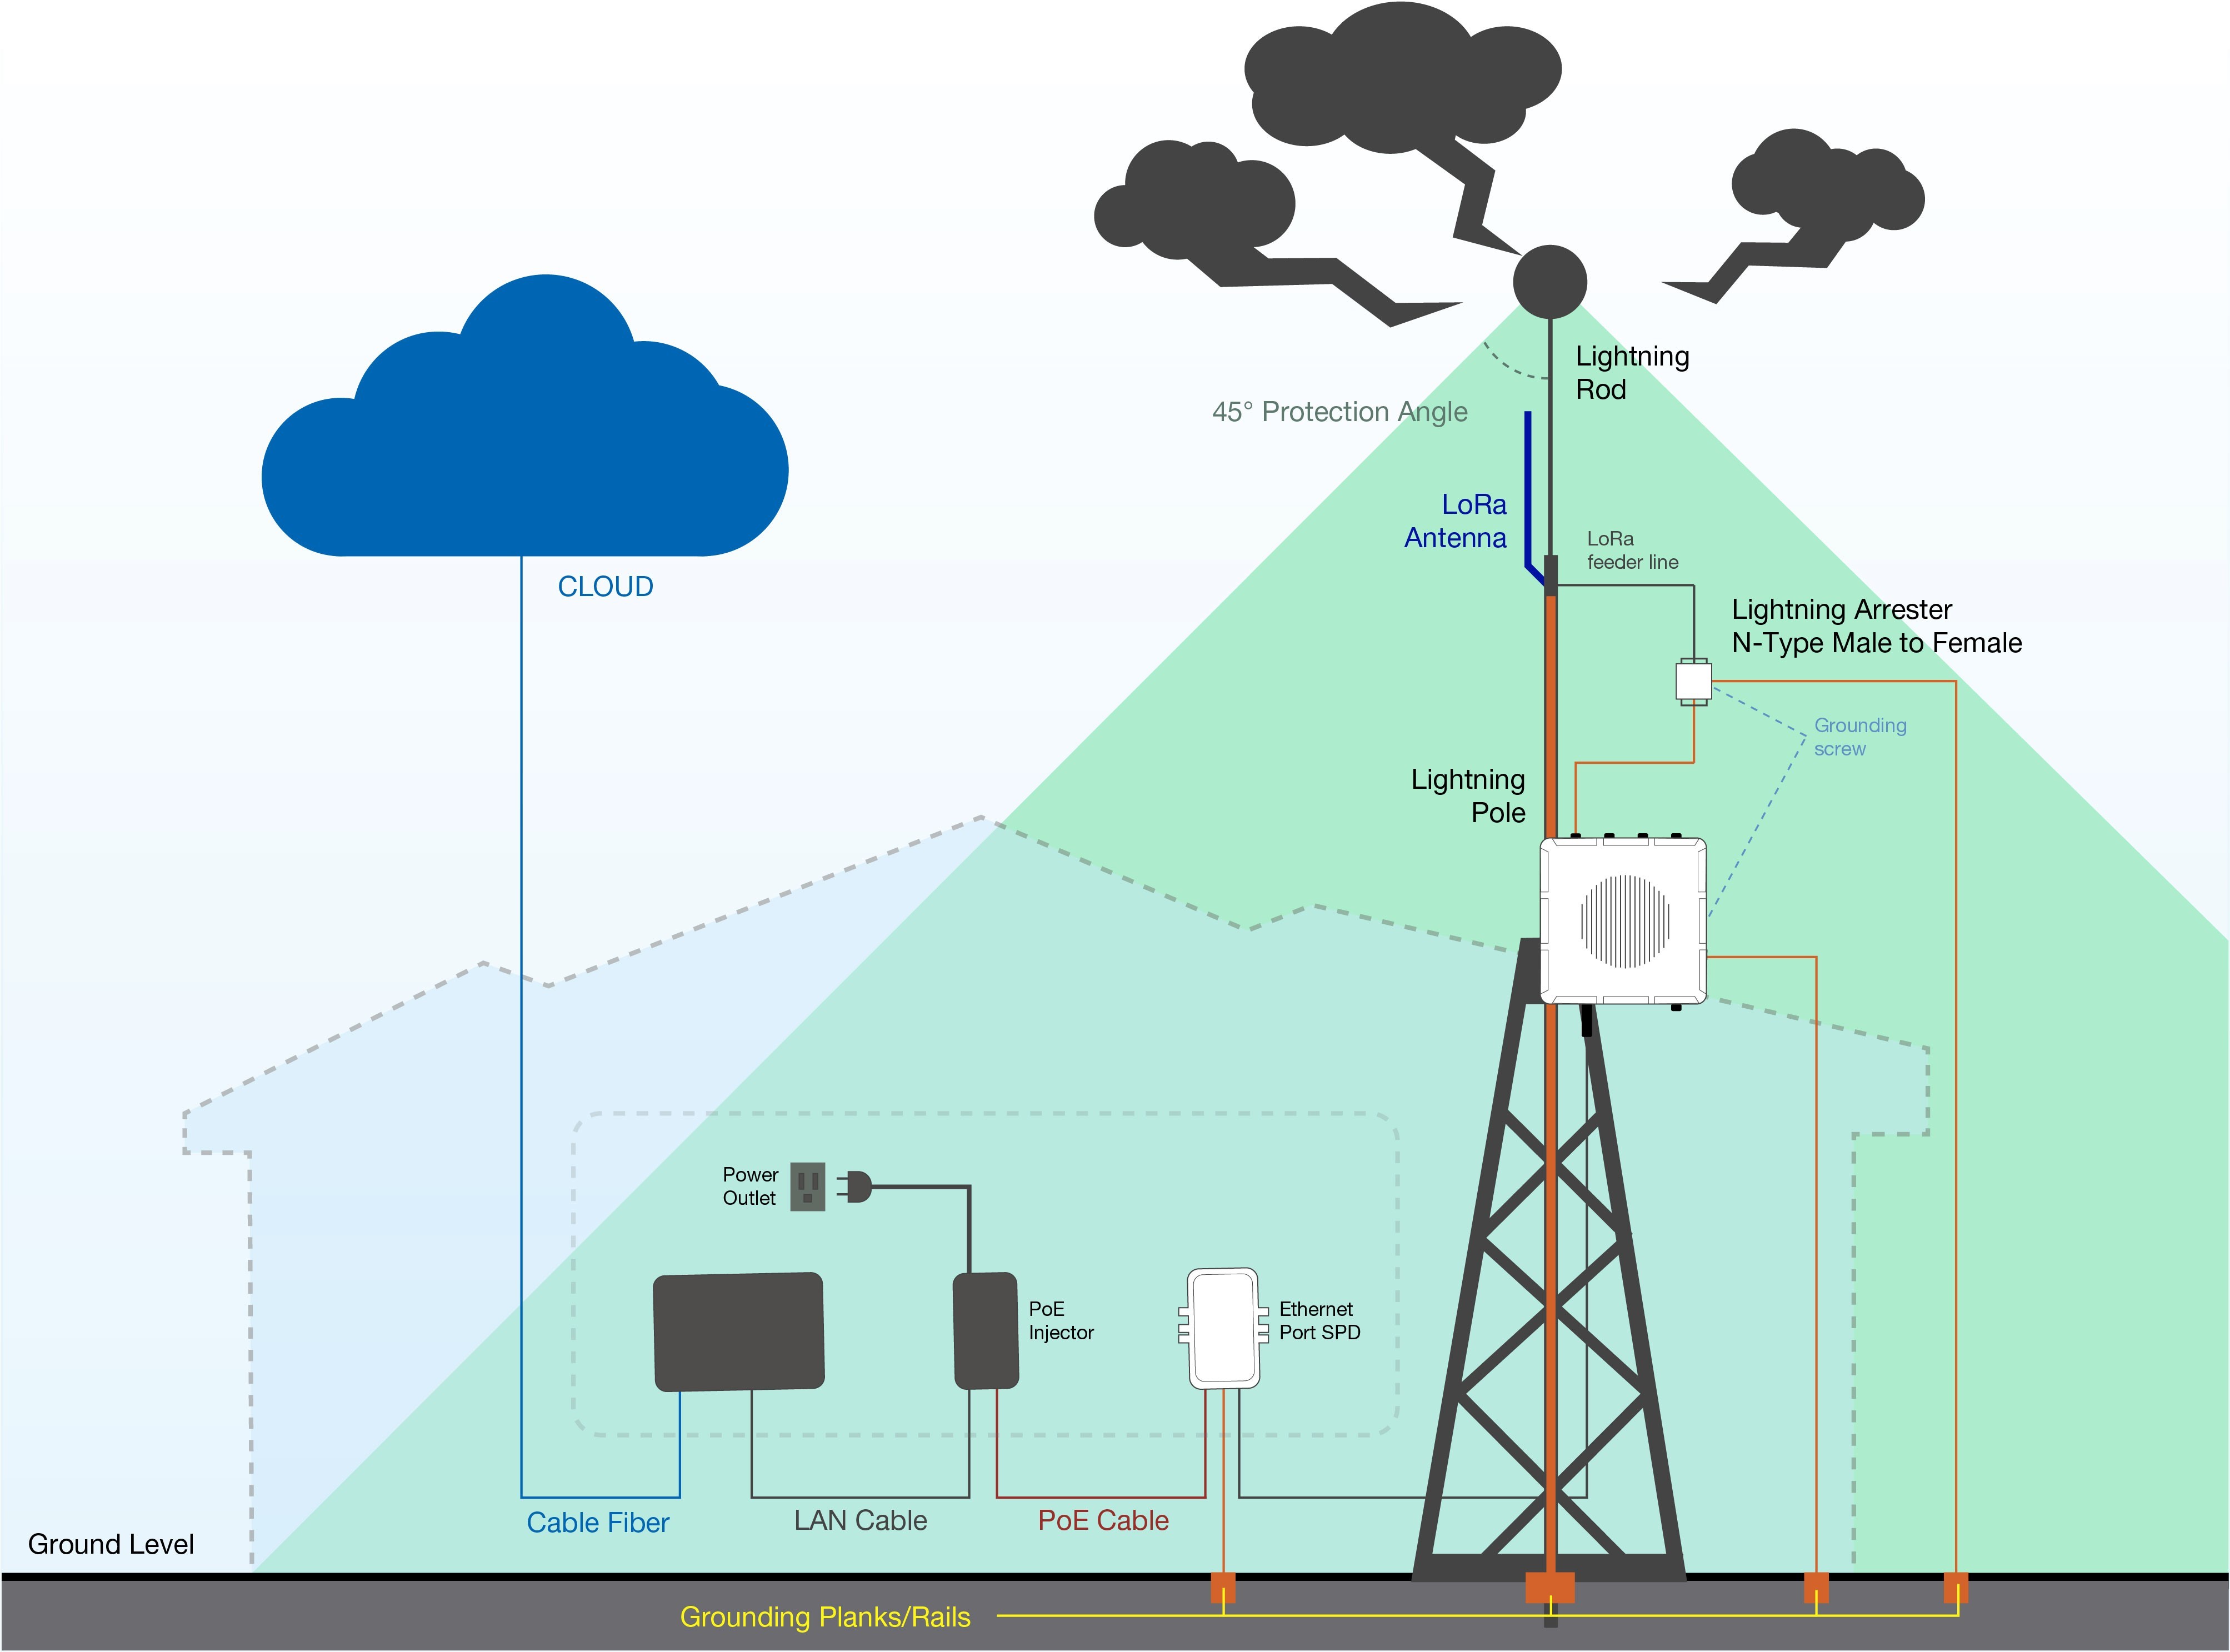 Lightning
Rod
45° Protection Angle
LoRa
Antenna
LoRa
feeder line
CLOUD
Lightning Arrester
N-Type Male to Female
Grounding
screw
Lightning
Pole
Power
Outlet
PoE
Injector
Ethernet
Port SPD
Cable Fiber
LAN Cable
PoE Cable
Ground Level
Grounding Planks/Rails